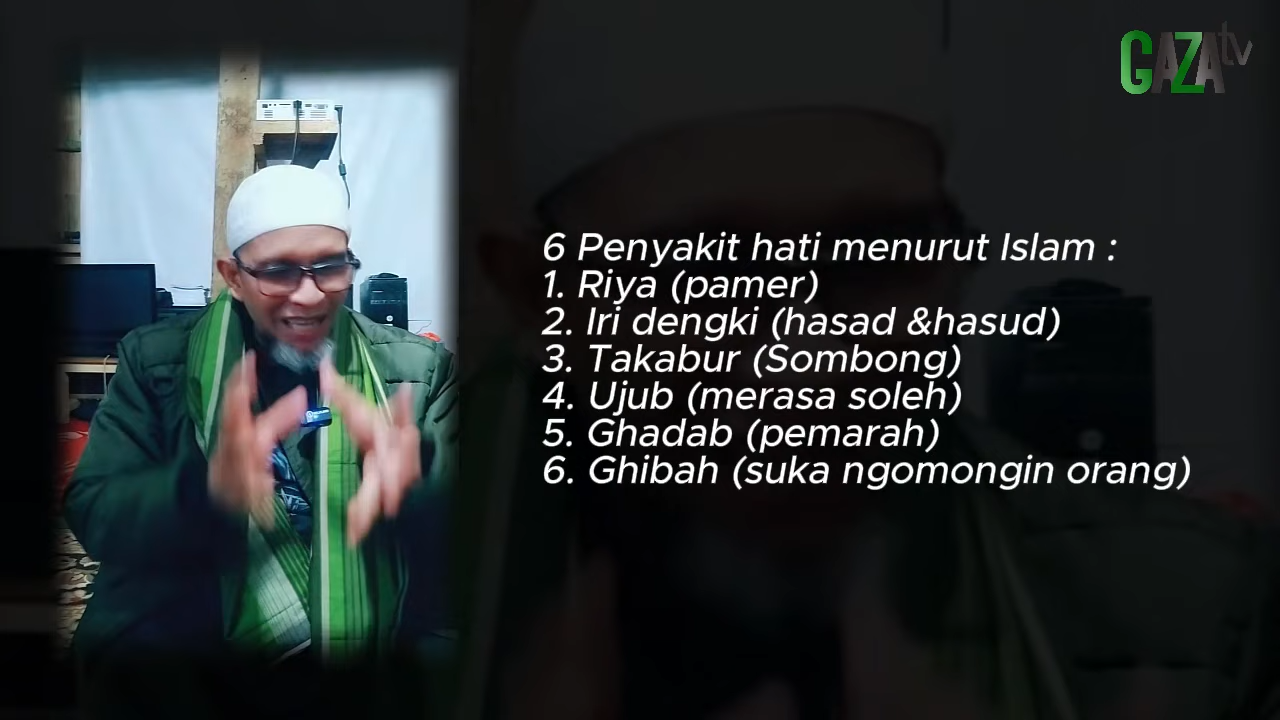 GAZA tv
6 Penyakit hati menurut Islam :
1. Riya (pamer)
2. Iri dengki (hasad &hasud)
3. Takabur (Sombong)
4. Ujub (merasa soleh)
5. Ghadab (pemarah)
6. Ghibah (suka ngomongin orang)